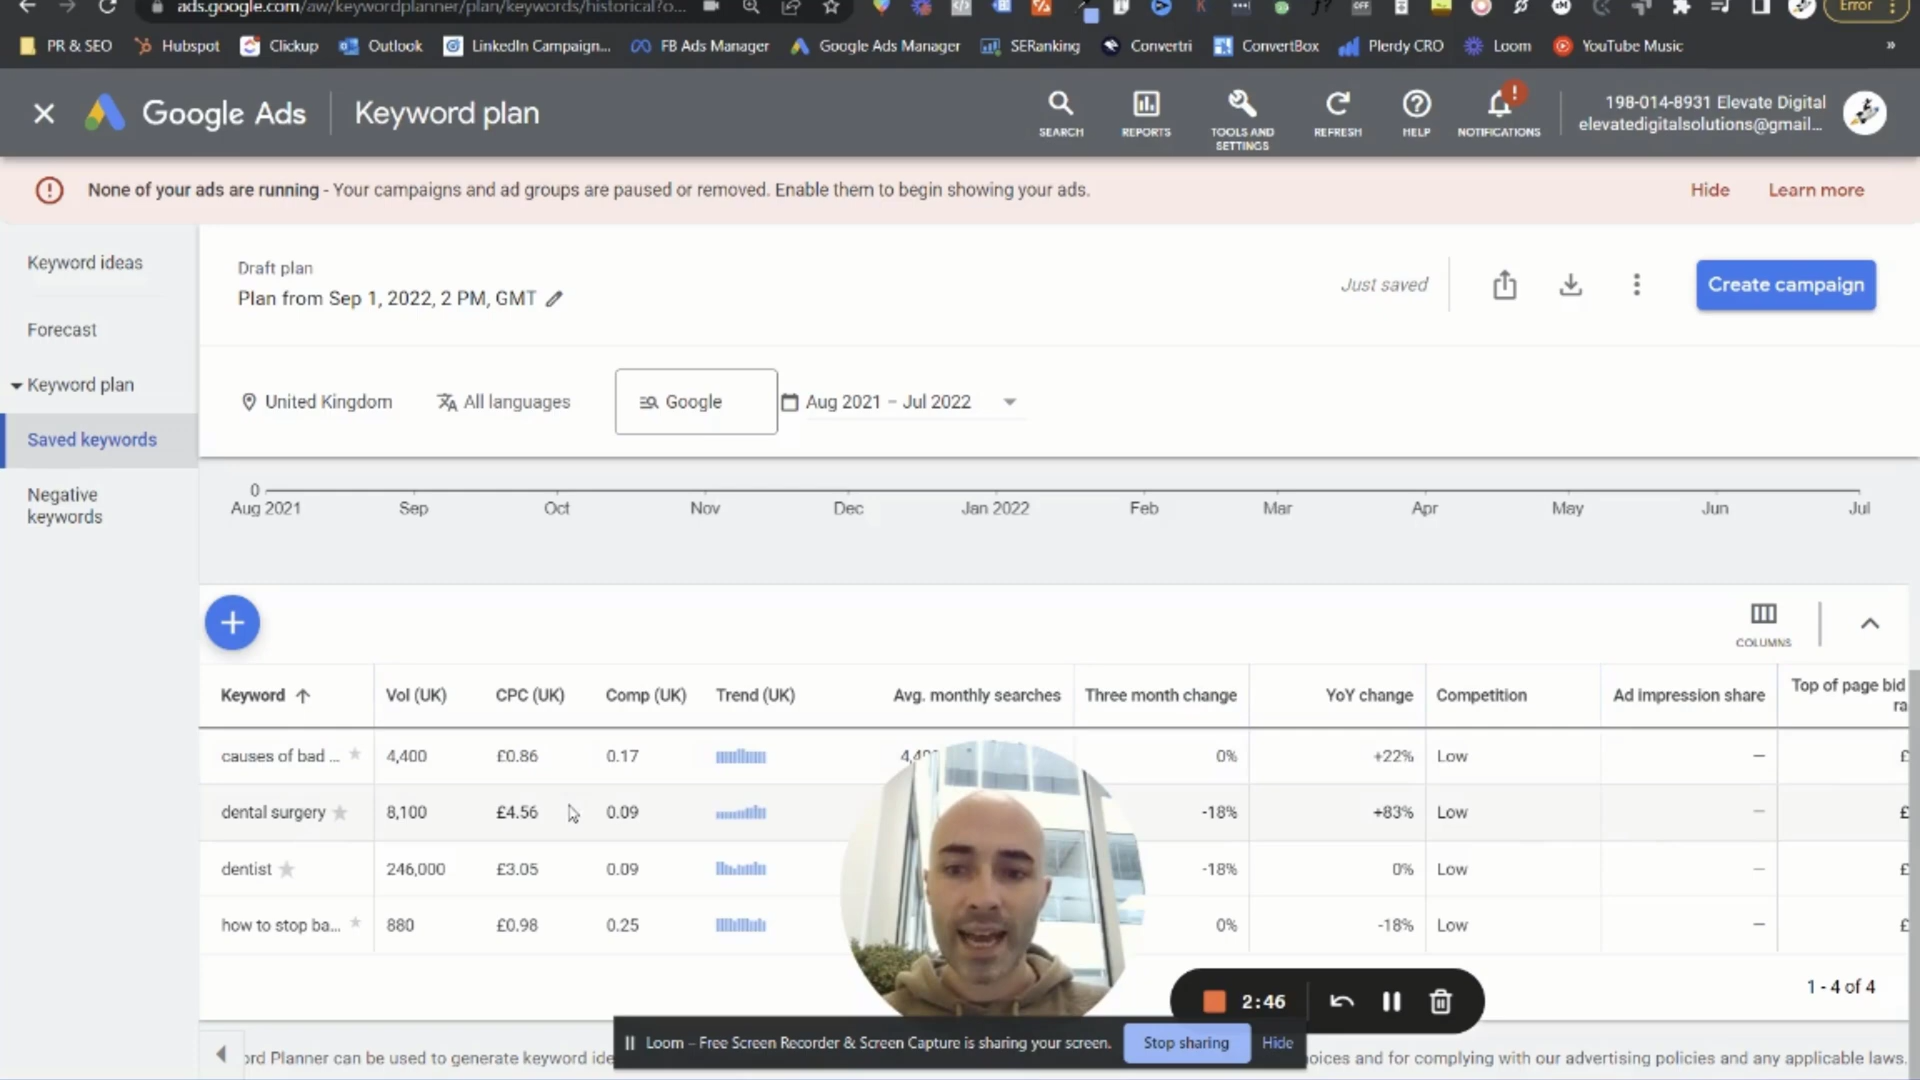 ads.google.com/aw/keywordplanner/plan/keywords/historical?o...
Error
PR & SEO
Hubspot
Clickup
Outlook
LinkedIn Campaign...
FB Ads Manager
Google Ads Manager
SERanking
Convertri
ConvertBox
Plerdy CRO
Loom
YouTube Music
»
Google Ads
Keyword plan
SEARCH
REPORTS
TOOLS AND SETTINGS
REFRESH
HELP
NOTIFICATIONS
198-014-8931 Elevate Digital
elevatedigitalsolutions@gmail...
None of your ads are running - Your campaigns and ad groups are paused or removed. Enable them to begin showing your ads.
Hide
Learn more
Keyword ideas
Forecast
Keyword plan
Saved keywords
Negative
keywords
Draft plan
Plan from Sep 1, 2022, 2 PM, GMT
Just saved
Create campaign
United Kingdom
All languages
Google
Aug 2021 – Jul 2022
0
Aug 2021 Sep Oct Nov Dec Jan 2022 Feb Mar Apr May Jun Jul
COLUMNS
Keyword Vol (UK) CPC (UK) Comp (UK) Trend (UK) Avg. monthly searches Three month change YoY change Competition Ad impression share Top of page bid
ra
causes of bad ... 4,400 £0.86 0.17 0% +22% Low – £
dental surgery 8,100 £4.56 0.09 -18% +83% Low – £
dentist 246,000 £3.05 0.09 -18% 0% Low – £
how to stop ba... 880 £0.98 0.25 0% -18% Low – £
1 - 4 of 4
2:46
Loom – Free Screen Recorder & Screen Capture is sharing your screen.
Stop sharing
Hide
ord Planner can be used to generate keyword ide
oices and for complying with our advertising policies and any applicable laws.